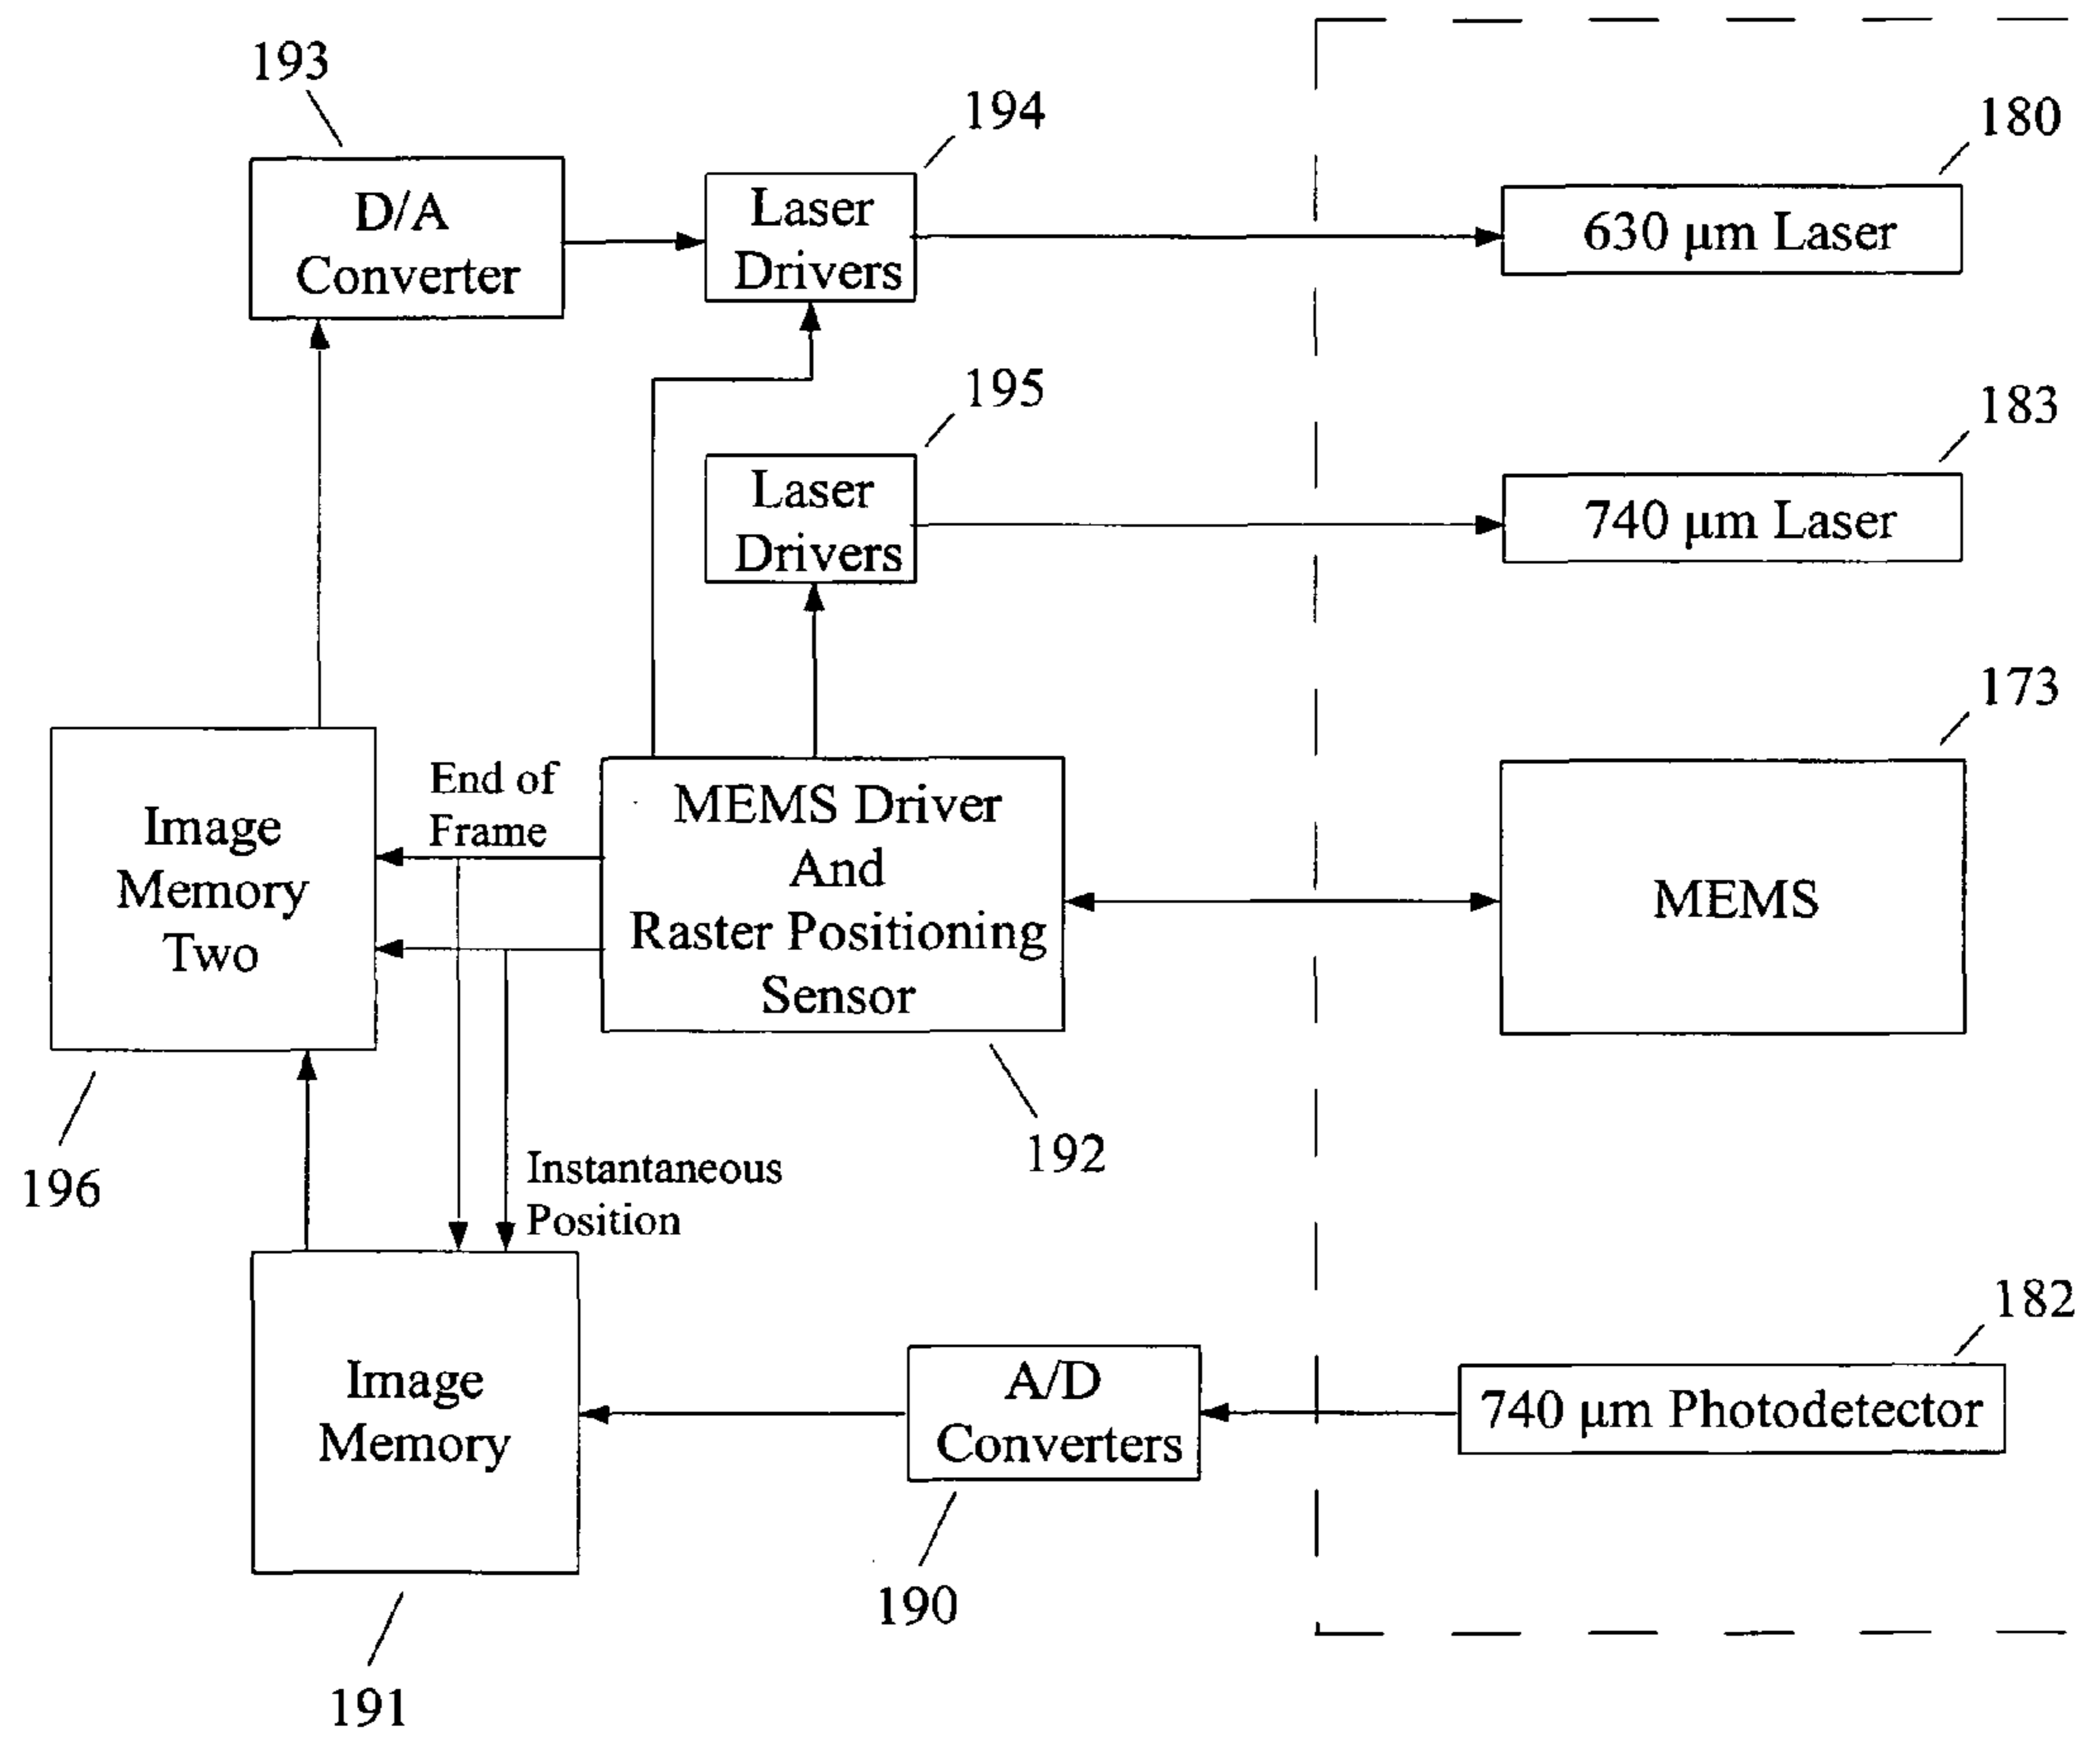 193
194
180
D/A
Converter
Laser
Drivers
630 μm Laser
195
183
Laser
Drivers
740 μm Laser
173
End of
Frame
Image
Memory
Two
MEMS Driver
And
Raster Positioning
Sensor
MEMS
196
192
Instantaneous
Position
182
Image
Memory
A/D
Converters
740 μm Photodetector
190
191